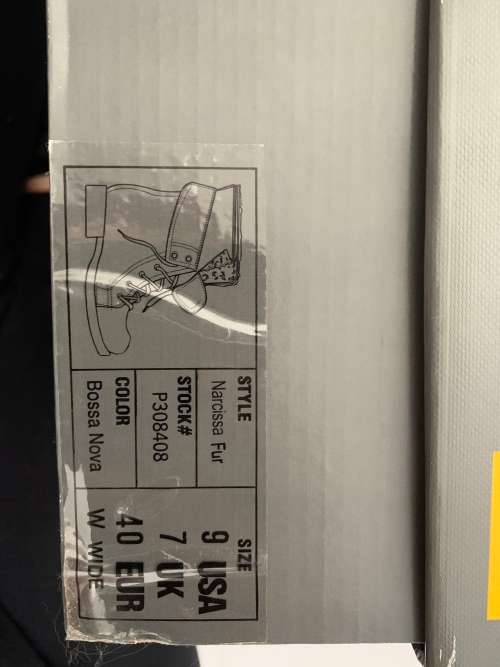 STYLE
Narcissa Fur
STOCK#
P308408
COLOR
Bossa Nova
SIZE
9 USA
7 UK
40 EUR
W WIDE